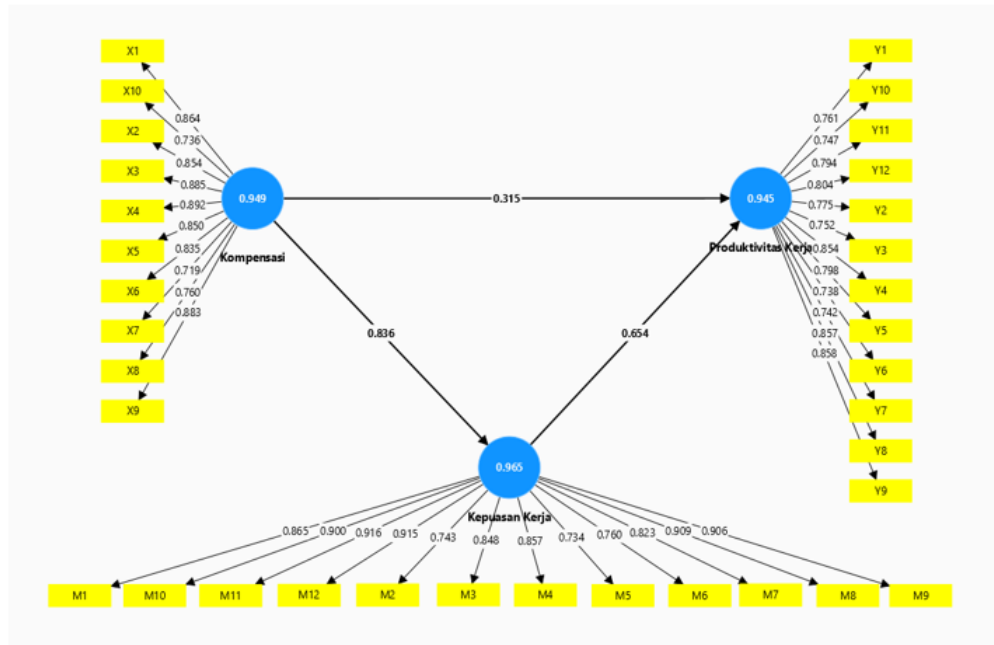 X1
X10
X2
X3
X4
X5
X6
X7
X8
X9
0.864
0.736
0.854
0.885
0.892
0.850
0.835
0.719
0.760
0.883
0.949
Kompensasi
0.315
0.836
0.654
0.945
Produktivitas Kerja
0.761
0.747
0.794
0.804
0.775
0.752
0.854
0.798
0.738
0.742
0.857
0.858
Y1
Y10
Y11
Y12
Y2
Y3
Y4
Y5
Y6
Y7
Y8
Y9
0.965
Kepuasan Kerja
0.865 0.900 0.916 0.915 0.743 0.848 0.857 0.734 0.760 0.823 0.909 0.906
M1 M10 M11 M12 M2 M3 M4 M5 M6 M7 M8 M9